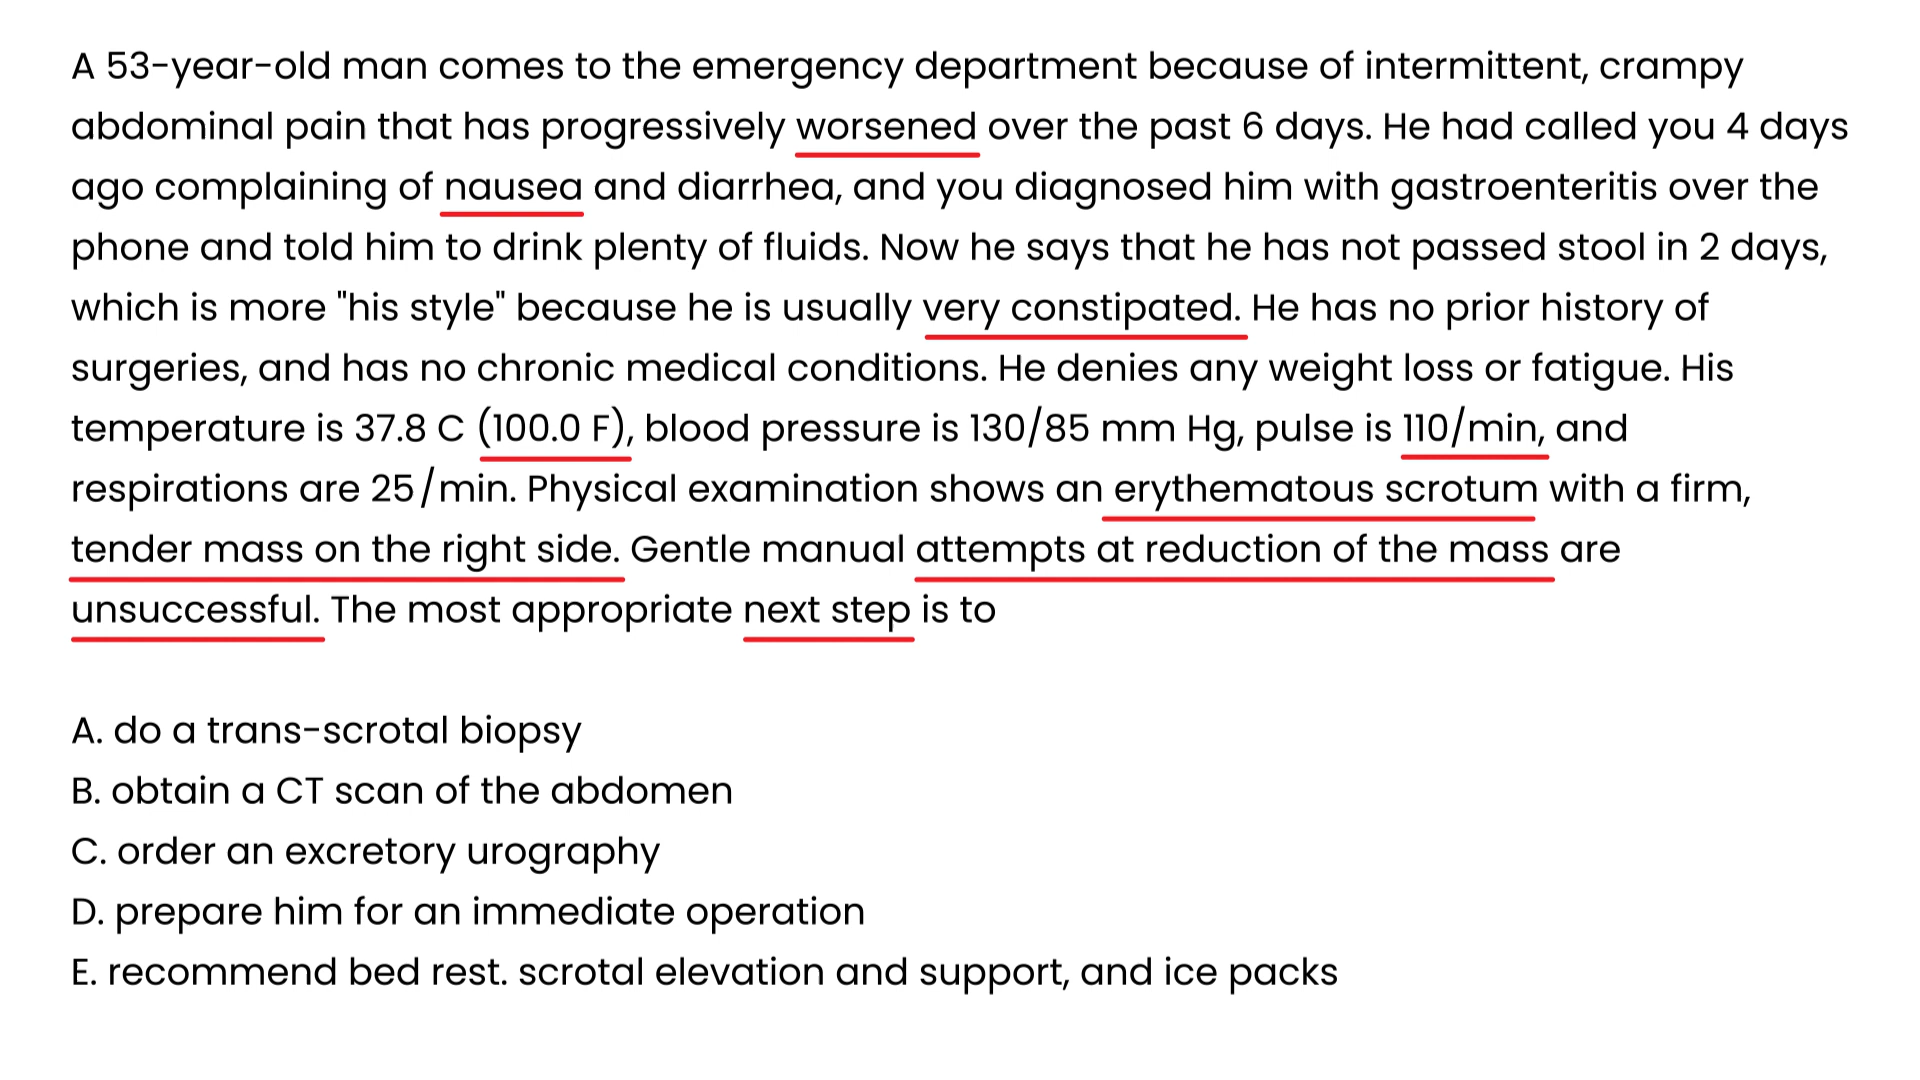 A 53-year-old man comes to the emergency department because of intermittent, crampy
abdominal pain that has progressively worsened over the past 6 days. He had called you 4 days
ago complaining of nausea and diarrhea, and you diagnosed him with gastroenteritis over the
phone and told him to drink plenty of fluids. Now he says that he has not passed stool in 2 days,
which is more "his style" because he is usually very constipated. He has no prior history of
surgeries, and has no chronic medical conditions. He denies any weight loss or fatigue. His
temperature is 37.8 C (100.0 F), blood pressure is 130/85 mm Hg, pulse is 110/min, and
respirations are 25/min. Physical examination shows an erythematous scrotum with a firm,
tender mass on the right side. Gentle manual attempts at reduction of the mass are
unsuccessful. The most appropriate next step is to
A. do a trans-scrotal biopsy
B. obtain a CT scan of the abdomen
C. order an excretory urography
D. prepare him for an immediate operation
E. recommend bed rest. scrotal elevation and support, and ice packs